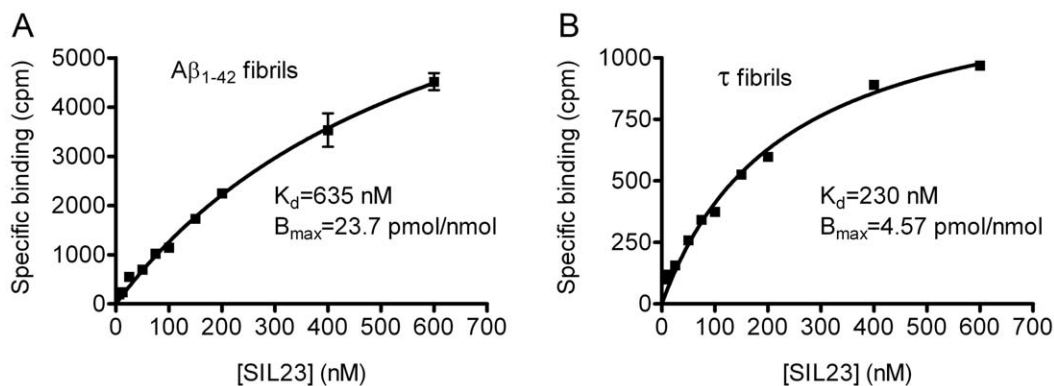 A
Aβ1-42 fibrils
Specific binding (cpm)
5000
4000
3000
2000
1000
0
Kd=635 nM
Bmax=23.7 pmol/nmol
0 100 200 300 400 500 600 700
[SIL23] (nM)
B
τ fibrils
Specific binding (cpm)
1000
750
500
250
0
Kd=230 nM
Bmax=4.57 pmol/nmol
0 100 200 300 400 500 600 700
[SIL23] (nM)